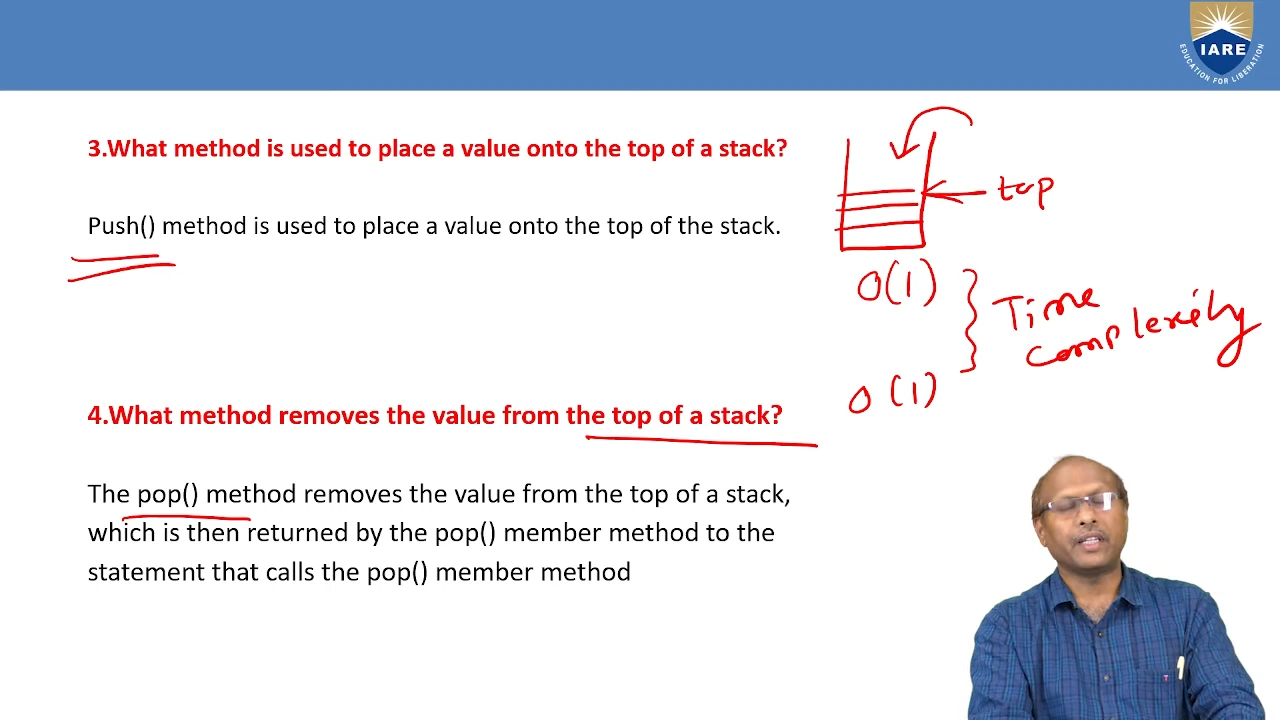 IARE
EDUCATION FOR LIBERATION
3.What method is used to place a value onto the top of a stack?
top
Push() method is used to place a value onto the top of the stack.
O(1)
Time
complexity
O(1)
4.What method removes the value from the top of a stack?
The pop() method removes the value from the top of a stack,
which is then returned by the pop() member method to the
statement that calls the pop() member method